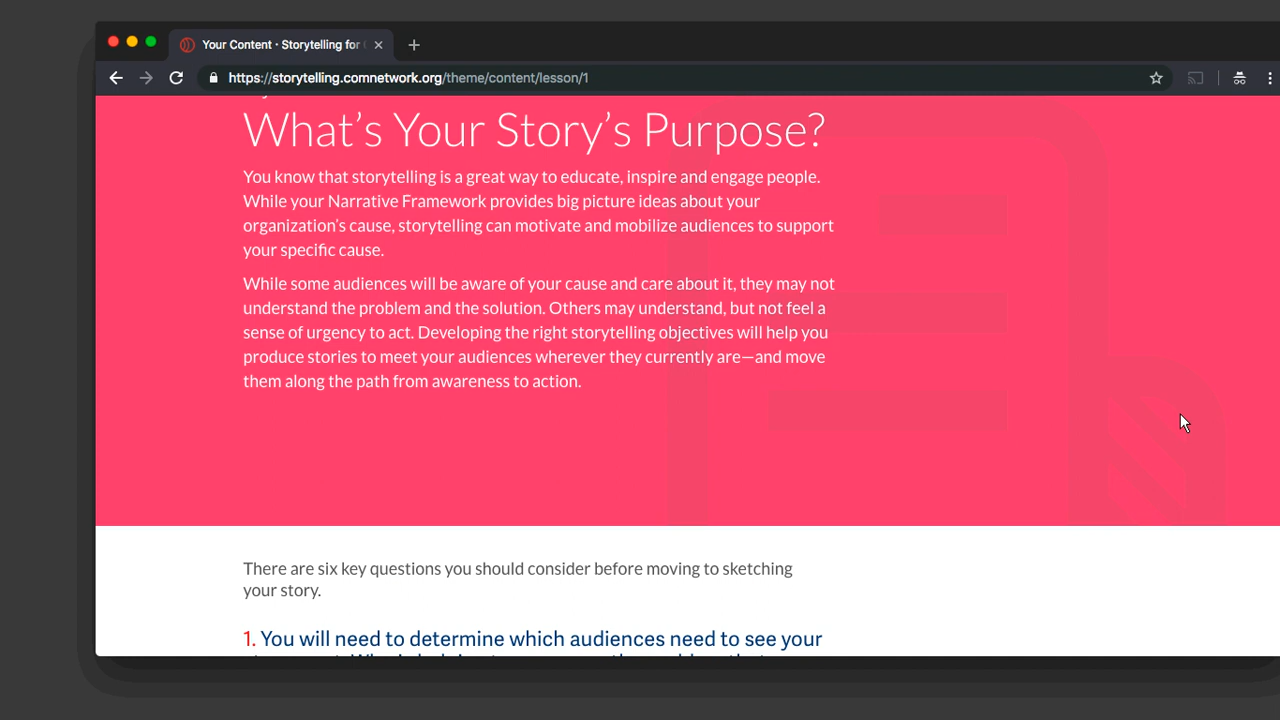 Your Content · Storytelling for
https://storytelling.comnetwork.org/theme/content/lesson/1
What’s Your Story’s Purpose?
You know that storytelling is a great way to educate, inspire and engage people.
While your Narrative Framework provides big picture ideas about your
organization’s cause, storytelling can motivate and mobilize audiences to support
your specific cause.
While some audiences will be aware of your cause and care about it, they may not
understand the problem and the solution. Others may understand, but not feel a
sense of urgency to act. Developing the right storytelling objectives will help you
produce stories to meet your audiences wherever they currently are—and move
them along the path from awareness to action.
There are six key questions you should consider before moving to sketching
your story.
1. You will need to determine which audiences need to see your